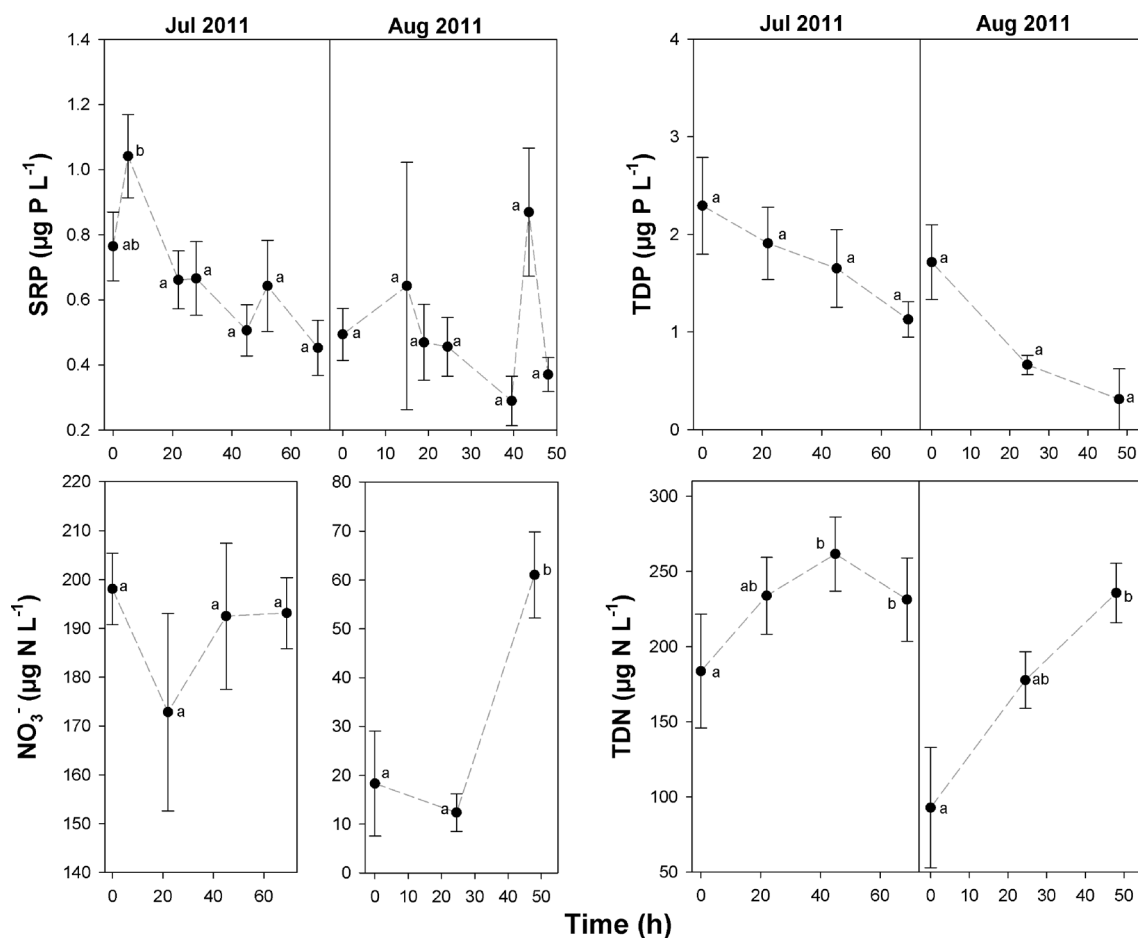 Jul 2011 Aug 2011
SRP (µg P L⁻¹)
1.4
1.2
1.0
0.8
0.6
0.4
0.2
ab
b
a
a
a
a
a
a
a
a
a
a
a
a
0 20 40 60 0 10 20 30 40 50
Jul 2011 Aug 2011
TDP (µg P L⁻¹)
4
3
2
1
0
a
a
a
a
a
a
a
0 20 40 60 0 10 20 30 40 50
NO₃⁻ (µg N L⁻¹)
220
210
200
190
180
170
160
150
140
a
a
a
a
0 20 40 60
80
70
60
50
40
30
20
10
0
a
a
b
0 10 20 30 40 50
TDN (µg N L⁻¹)
300
250
200
150
100
50
a
ab
b
b
a
ab
b
0 20 40 60 0 10 20 30 40 50
Time (h)